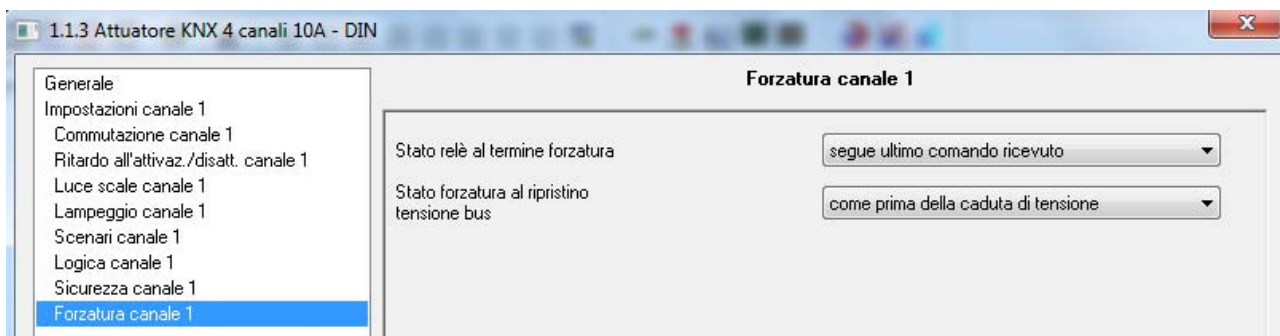 1.1.3 Attuatore KNX 4 canali 10A - DIN
Generale
Impostazioni canale 1
Commutazione canale 1
Ritardo all'attivaz./disatt. canale 1
Luce scale canale 1
Lampeggio canale 1
Scenari canale 1
Logica canale 1
Sicurezza canale 1
Forzatura canale 1
Forzatura canale 1
Stato relè al termine forzatura
segue ultimo comando ricevuto
Stato forzatura al ripristino
tensione bus
come prima della caduta di tensione